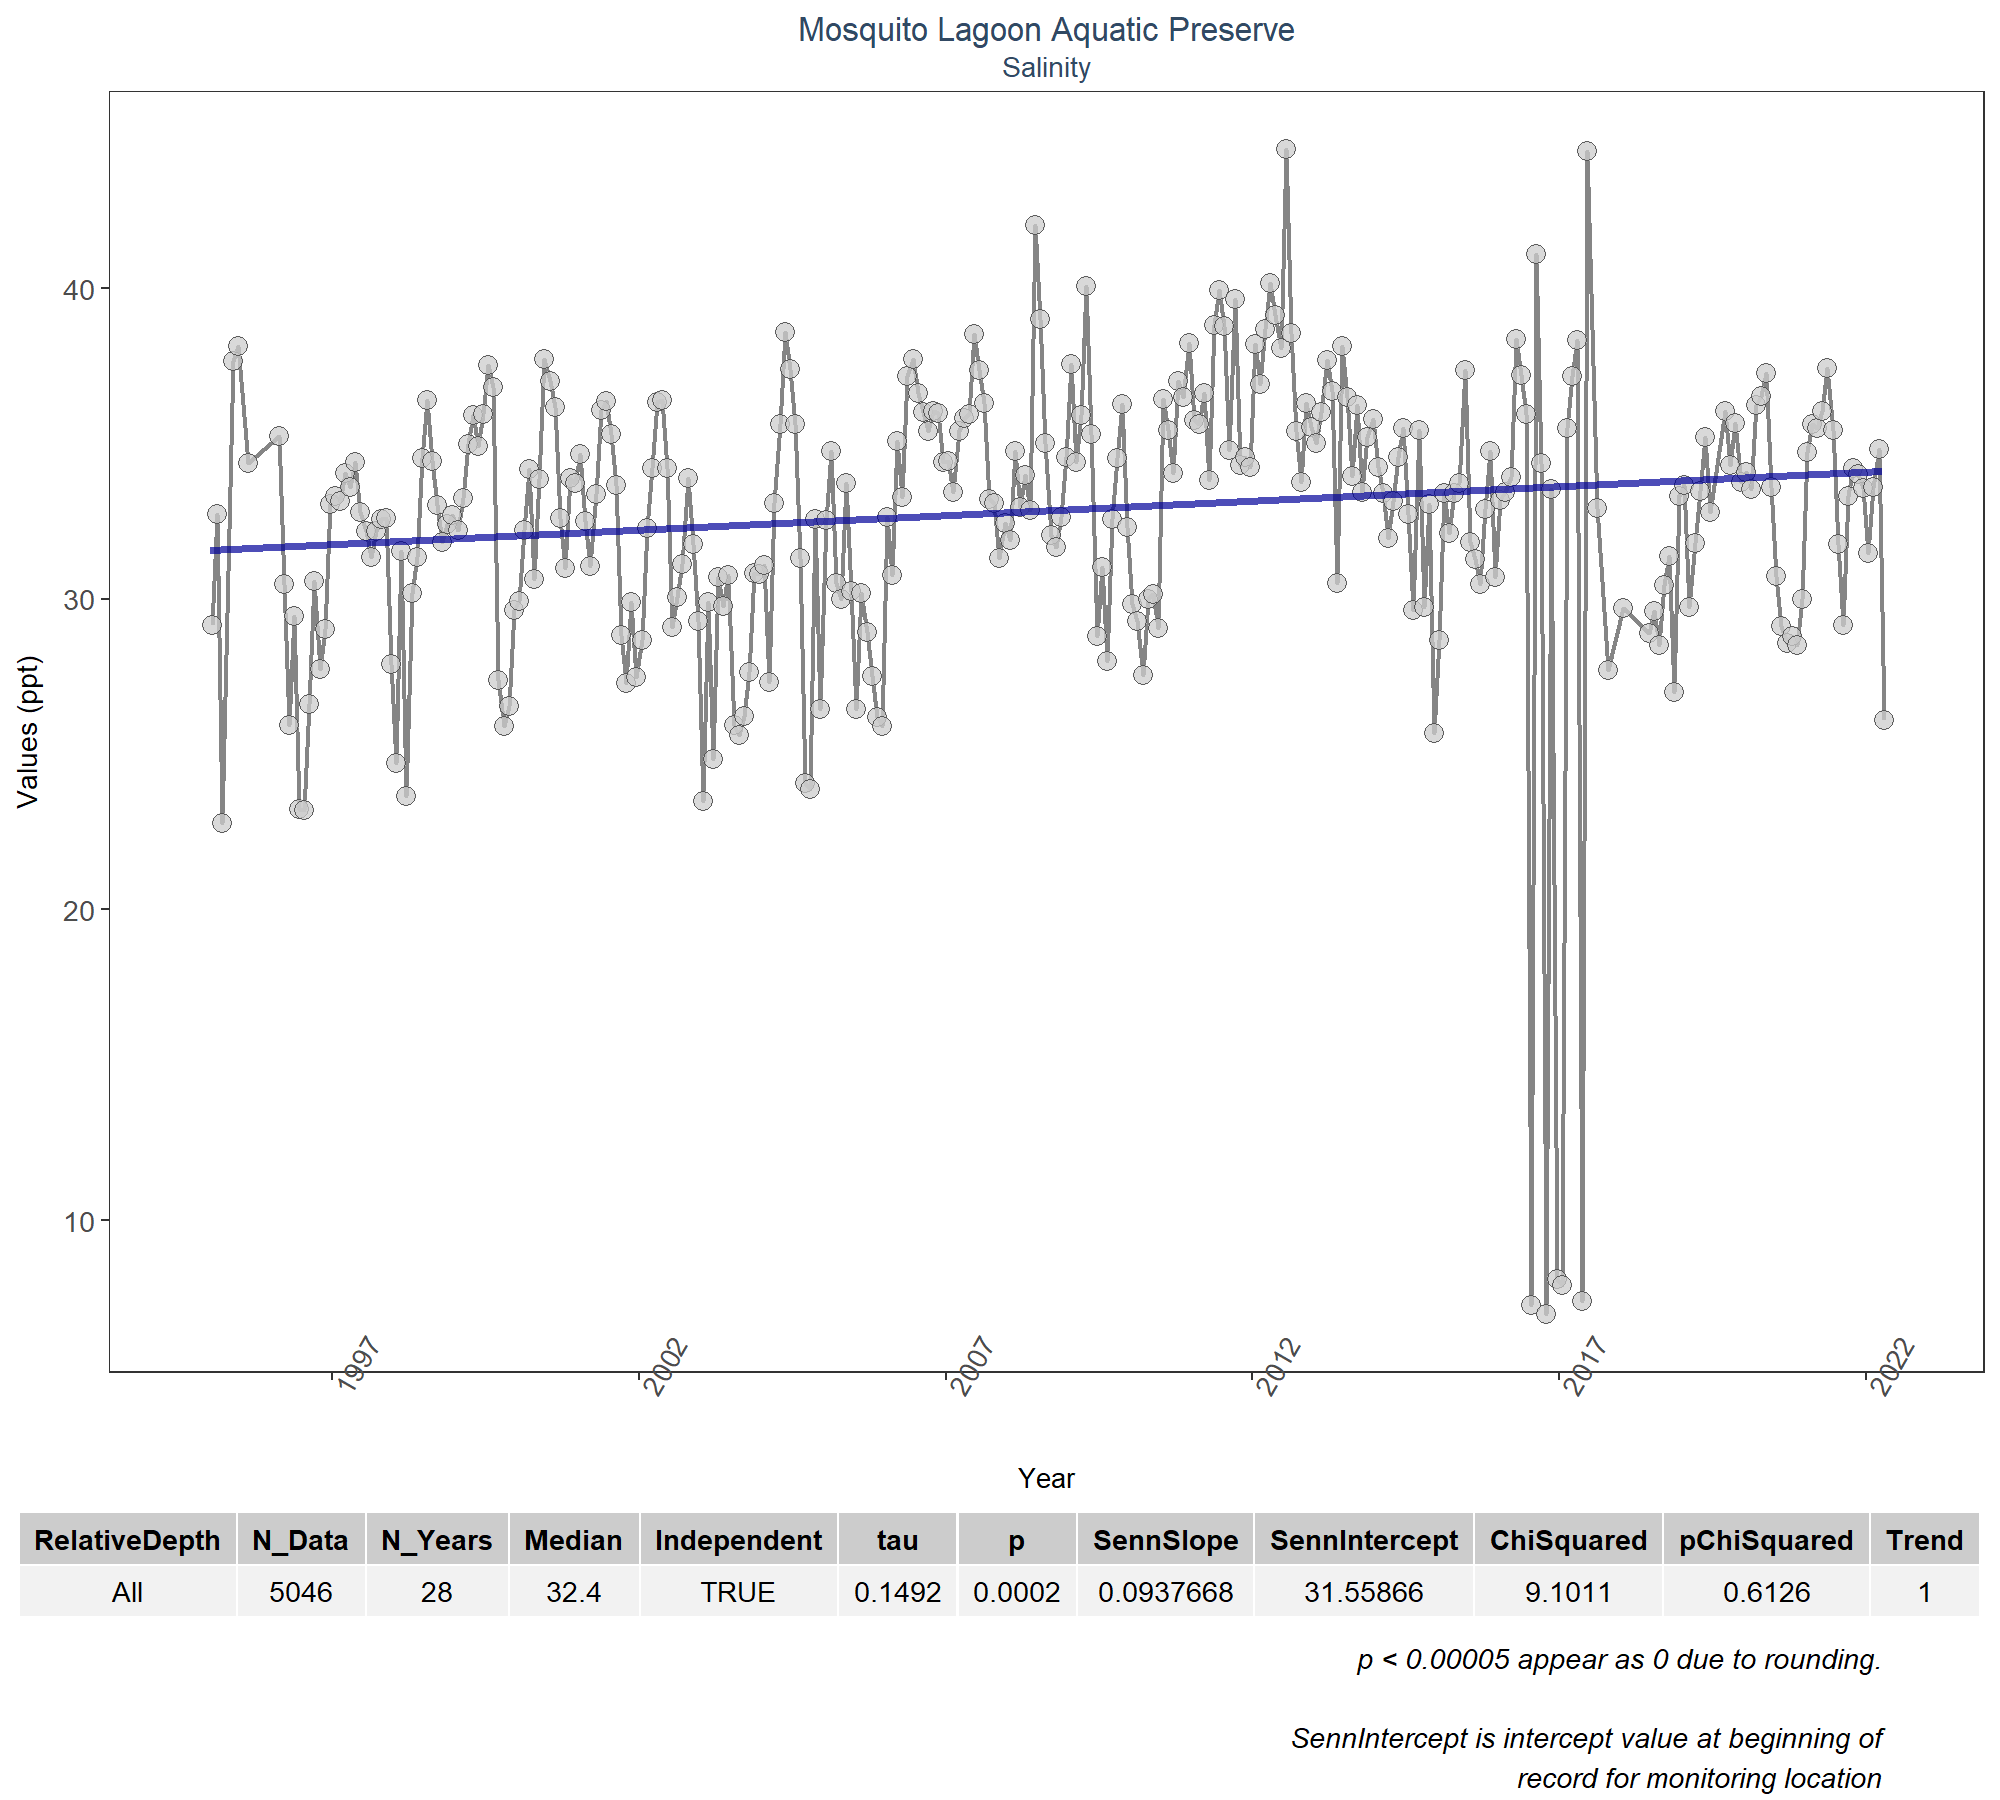 Mosquito Lagoon Aquatic Preserve
Salinity
Values (ppt)
40
30
20
10
1997 2002 2007 2012 2017 2022
Year
RelativeDepth N_Data N_Years Median Independent tau p SennSlope SennIntercept ChiSquared pChiSquared Trend
All 5046 28 32.4 TRUE 0.1492 0.0002 0.0937668 31.55866 9.1011 0.6126 1
p < 0.00005 appear as 0 due to rounding.
SennIntercept is intercept value at beginning of
record for monitoring location